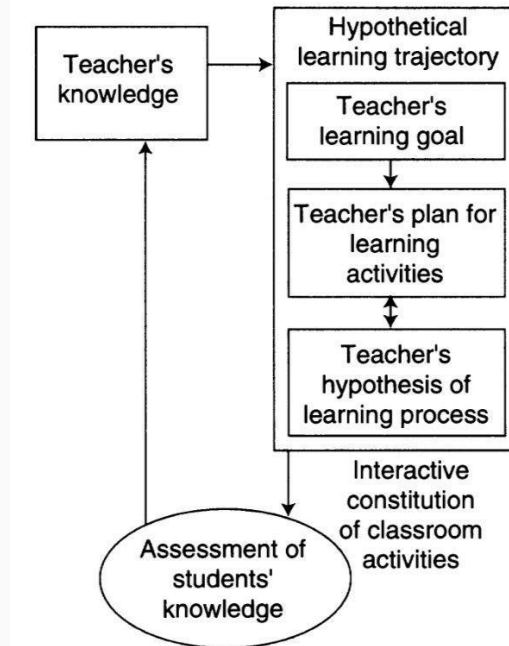 Teacher's
knowledge
Hypothetical
learning trajectory
Teacher's
learning goal
Teacher's plan for
learning
activities
Teacher's
hypothesis of
learning process
Interactive
constitution
of classroom
activities
Assessment of
students'
knowledge